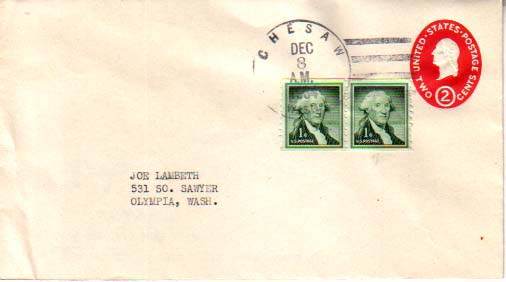 CHESAW
DEC
8
A.M.
UNITED·STATES·POSTAGE
TWO 2 CENTS
1¢ 1¢
U.S. POSTAGE U.S. POSTAGE
JOE LAMBETH
531 SO. SAWYER
OLYMPIA, WASH.